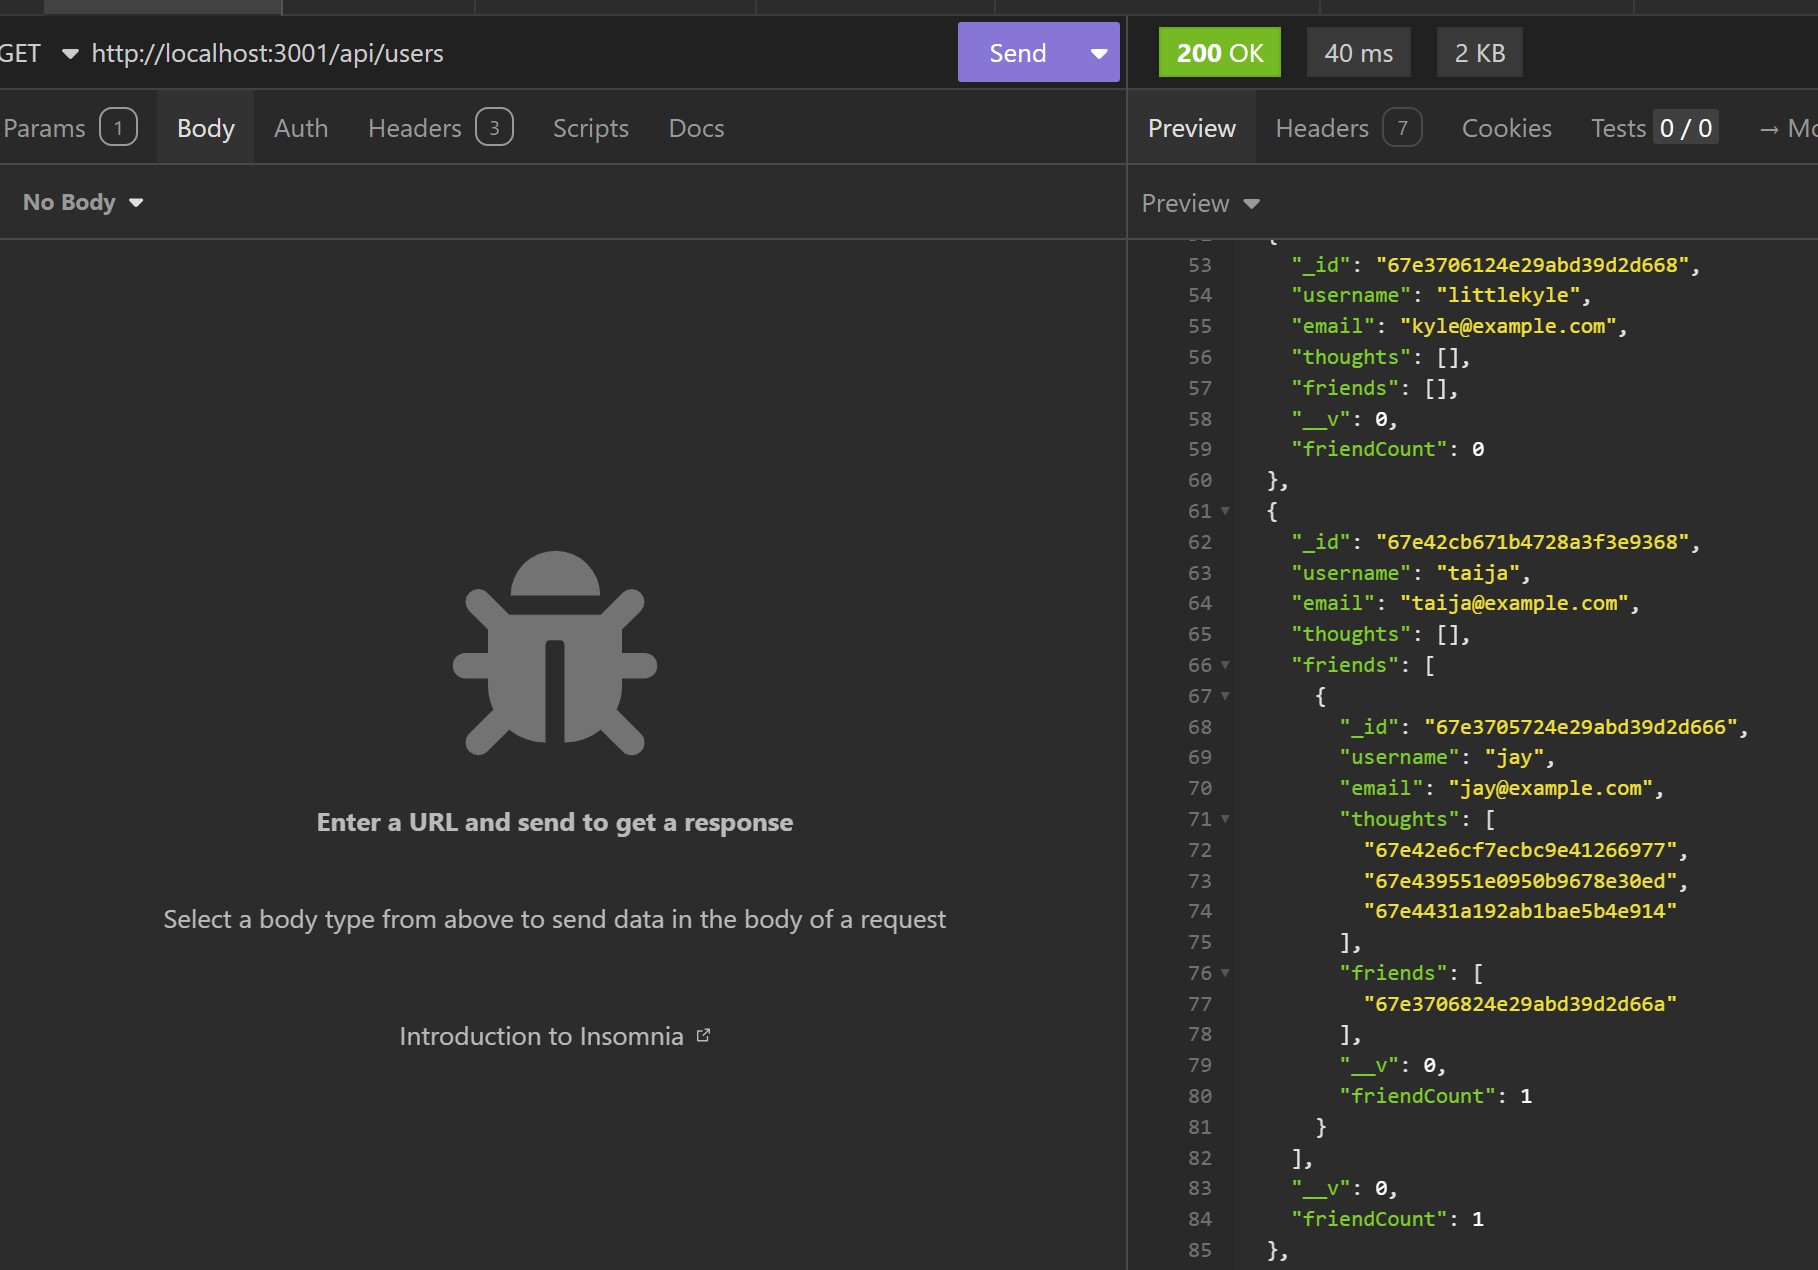 GET http://localhost:3001/api/users Send
200 OK 40 ms 2 KB
Params 1 Body Auth Headers 3 Scripts Docs
Preview Headers 7 Cookies Tests 0 / 0 →
No Body
Preview
Enter a URL and send to get a response
Select a body type from above to send data in the body of a request
Introduction to Insomnia
{
53 "_id": "67e3706124e29abd39d2d668",
54 "username": "littlekyle",
55 "email": "kyle@example.com",
56 "thoughts": [],
57 "friends": [],
58 "__v": 0,
59 "friendCount": 0
60 },
61 {
62 "_id": "67e42cb671b4728a3f3e9368",
63 "username": "taija",
64 "email": "taija@example.com",
65 "thoughts": [],
66 "friends": [
67 {
68 "_id": "67e3705724e29abd39d2d666",
69 "username": "jay",
70 "email": "jay@example.com",
71 "thoughts": [
72 "67e42e6cf7ecbc9e41266977",
73 "67e439551e0950b9678e30ed",
74 "67e4431a192ab1bae5b4e914"
75 ],
76 "friends": [
77 "67e3706824e29abd39d2d66a"
78 ],
79 "__v": 0,
80 "friendCount": 1
81 }
82 ],
83 "__v": 0,
84 "friendCount": 1
85 },